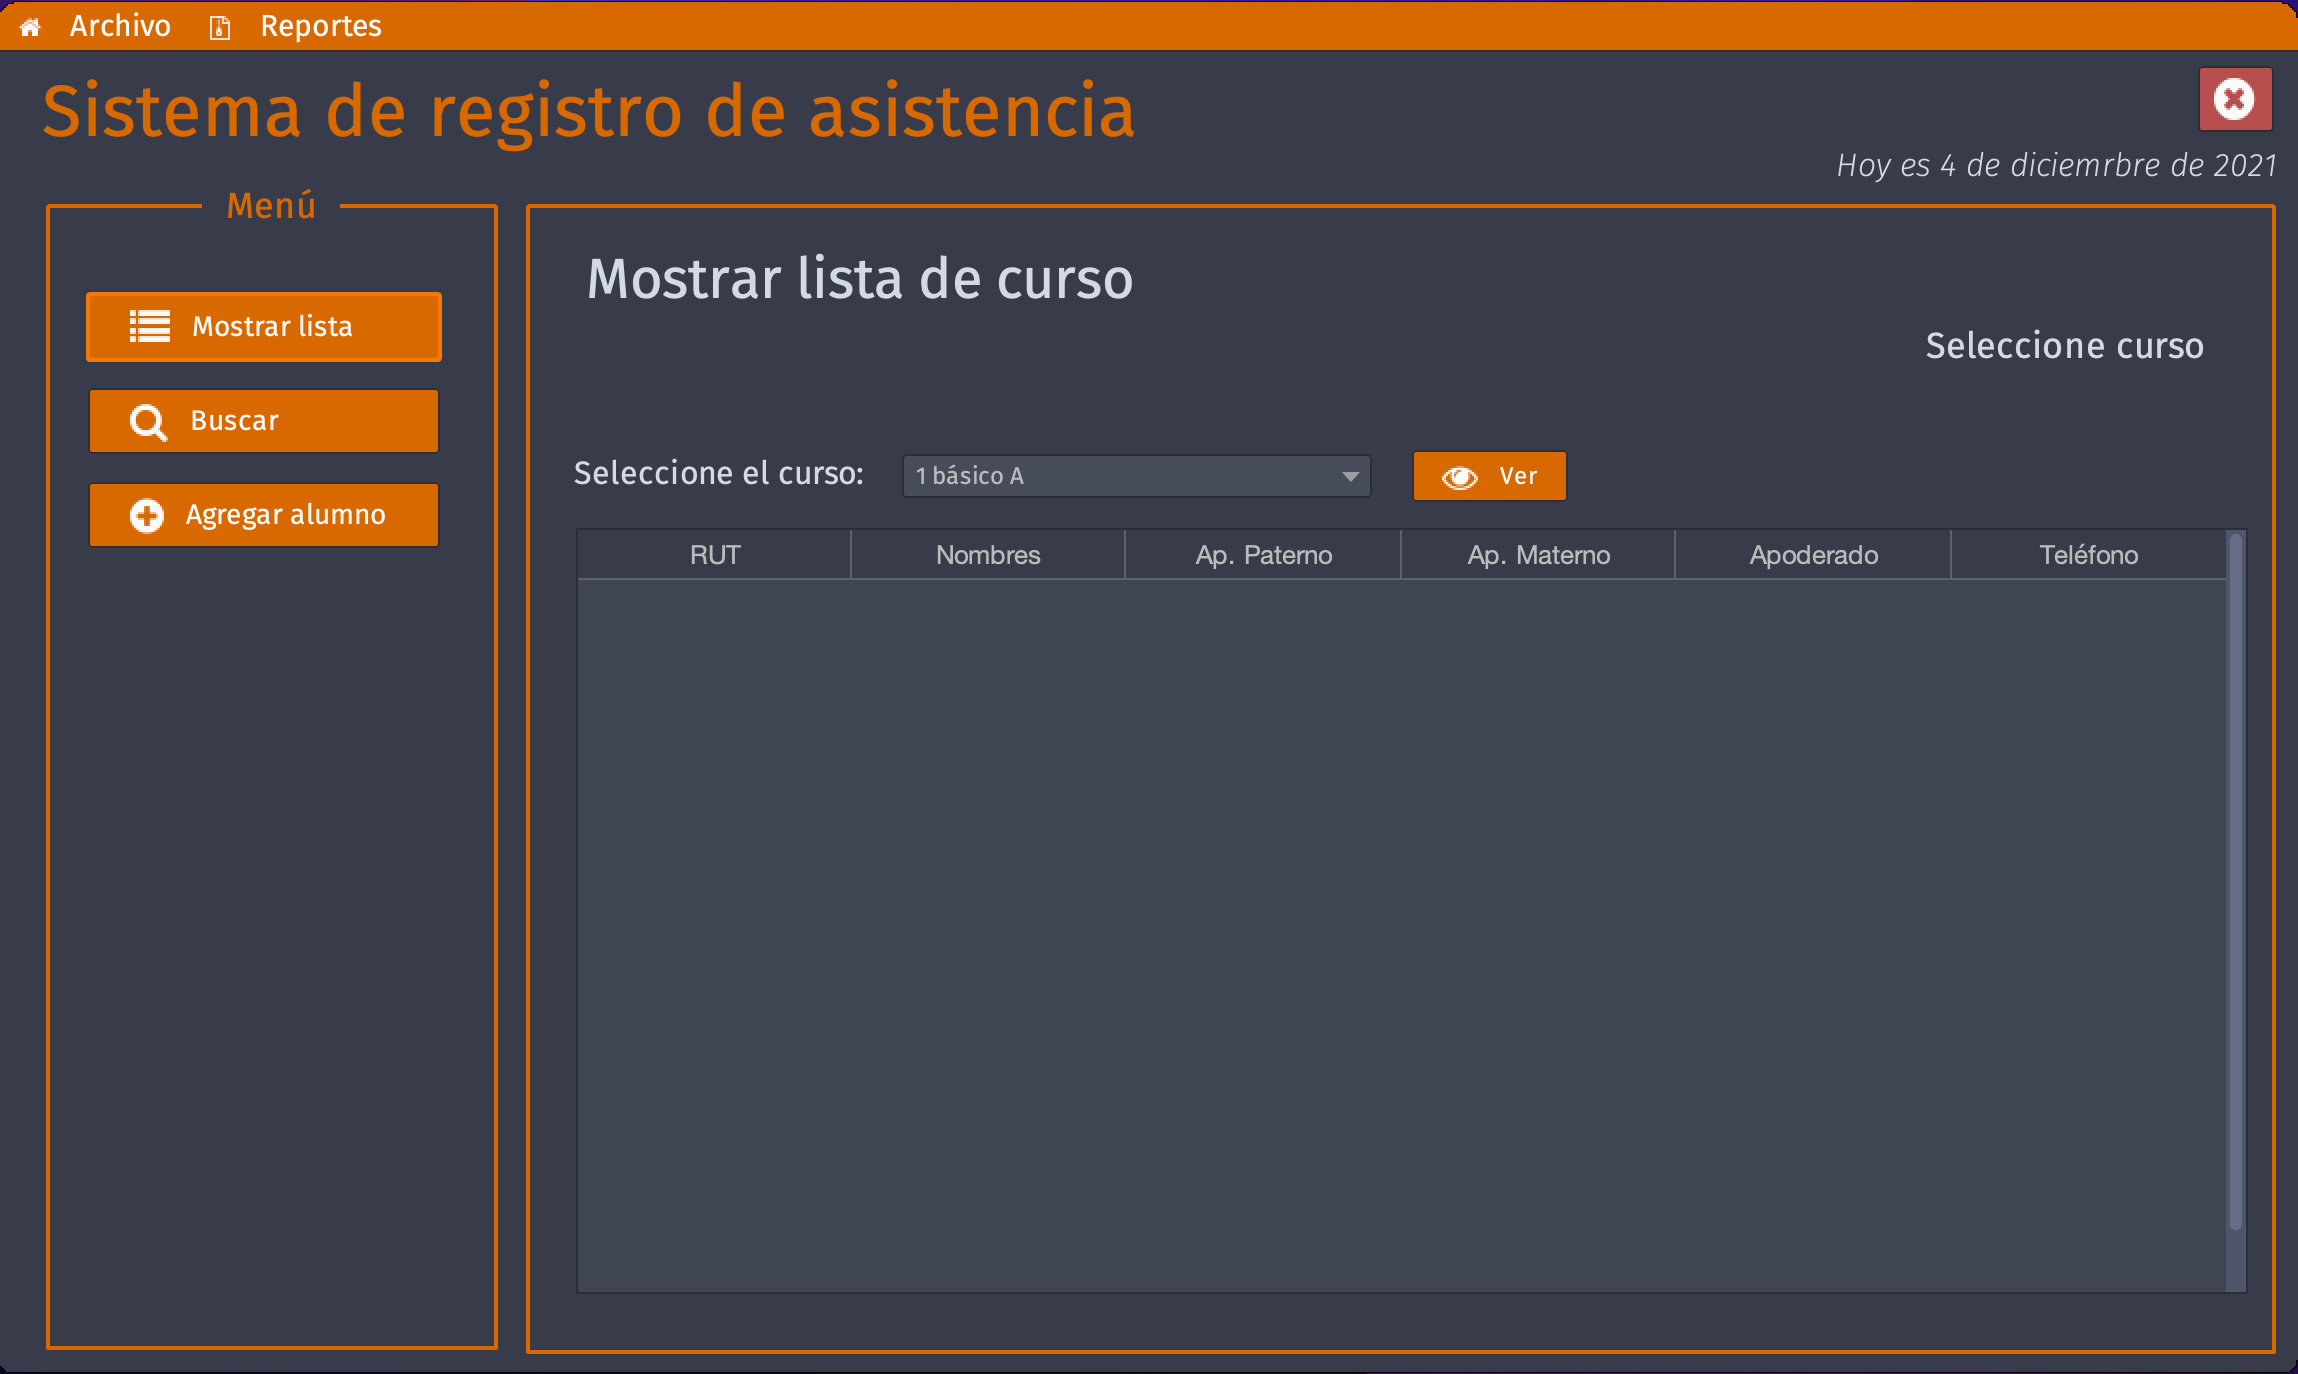 Archivo Reportes
Sistema de registro de asistencia
Hoy es 4 de diciemrbre de 2021
Menú
Mostrar lista
Buscar
Agregar alumno
Mostrar lista de curso
Seleccione curso
Seleccione el curso: 1 básico A Ver
RUT Nombres Ap. Paterno Ap. Materno Apoderado Teléfono